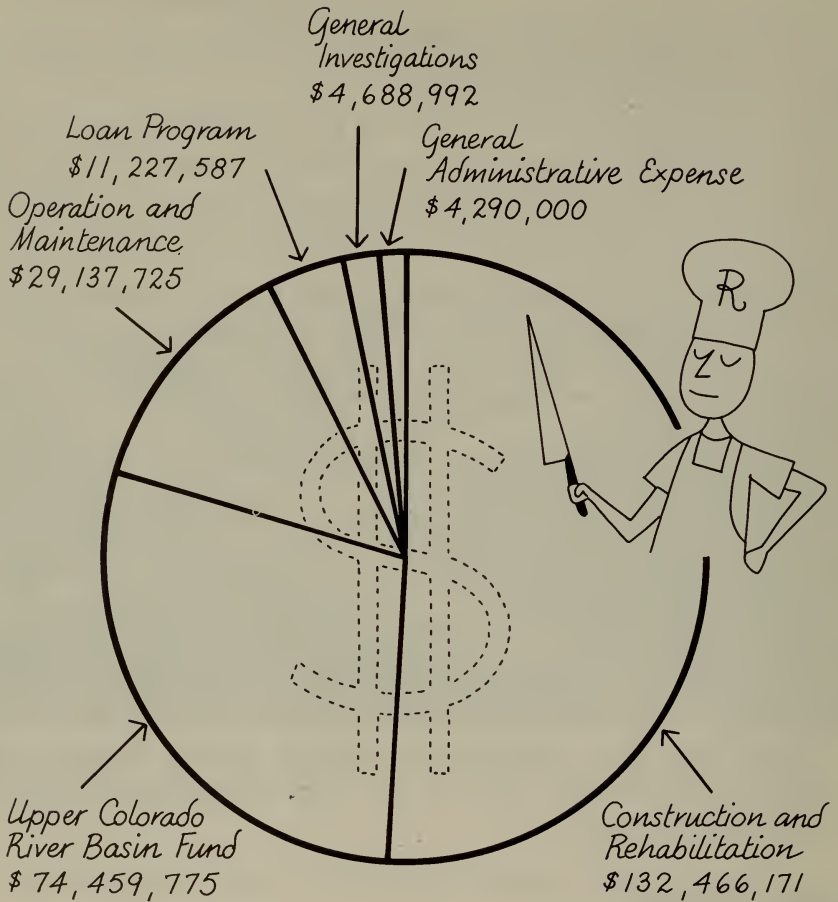 General
Investigations
$4,688,992
Loan Program
$11,227,587
General
Administrative Expense
$4,290,000
Operation and
Maintenance
$29,137,725
R
Upper Colorado
River Basin Fund
$74,459,775
Construction and
Rehabilitation
$132,466,171